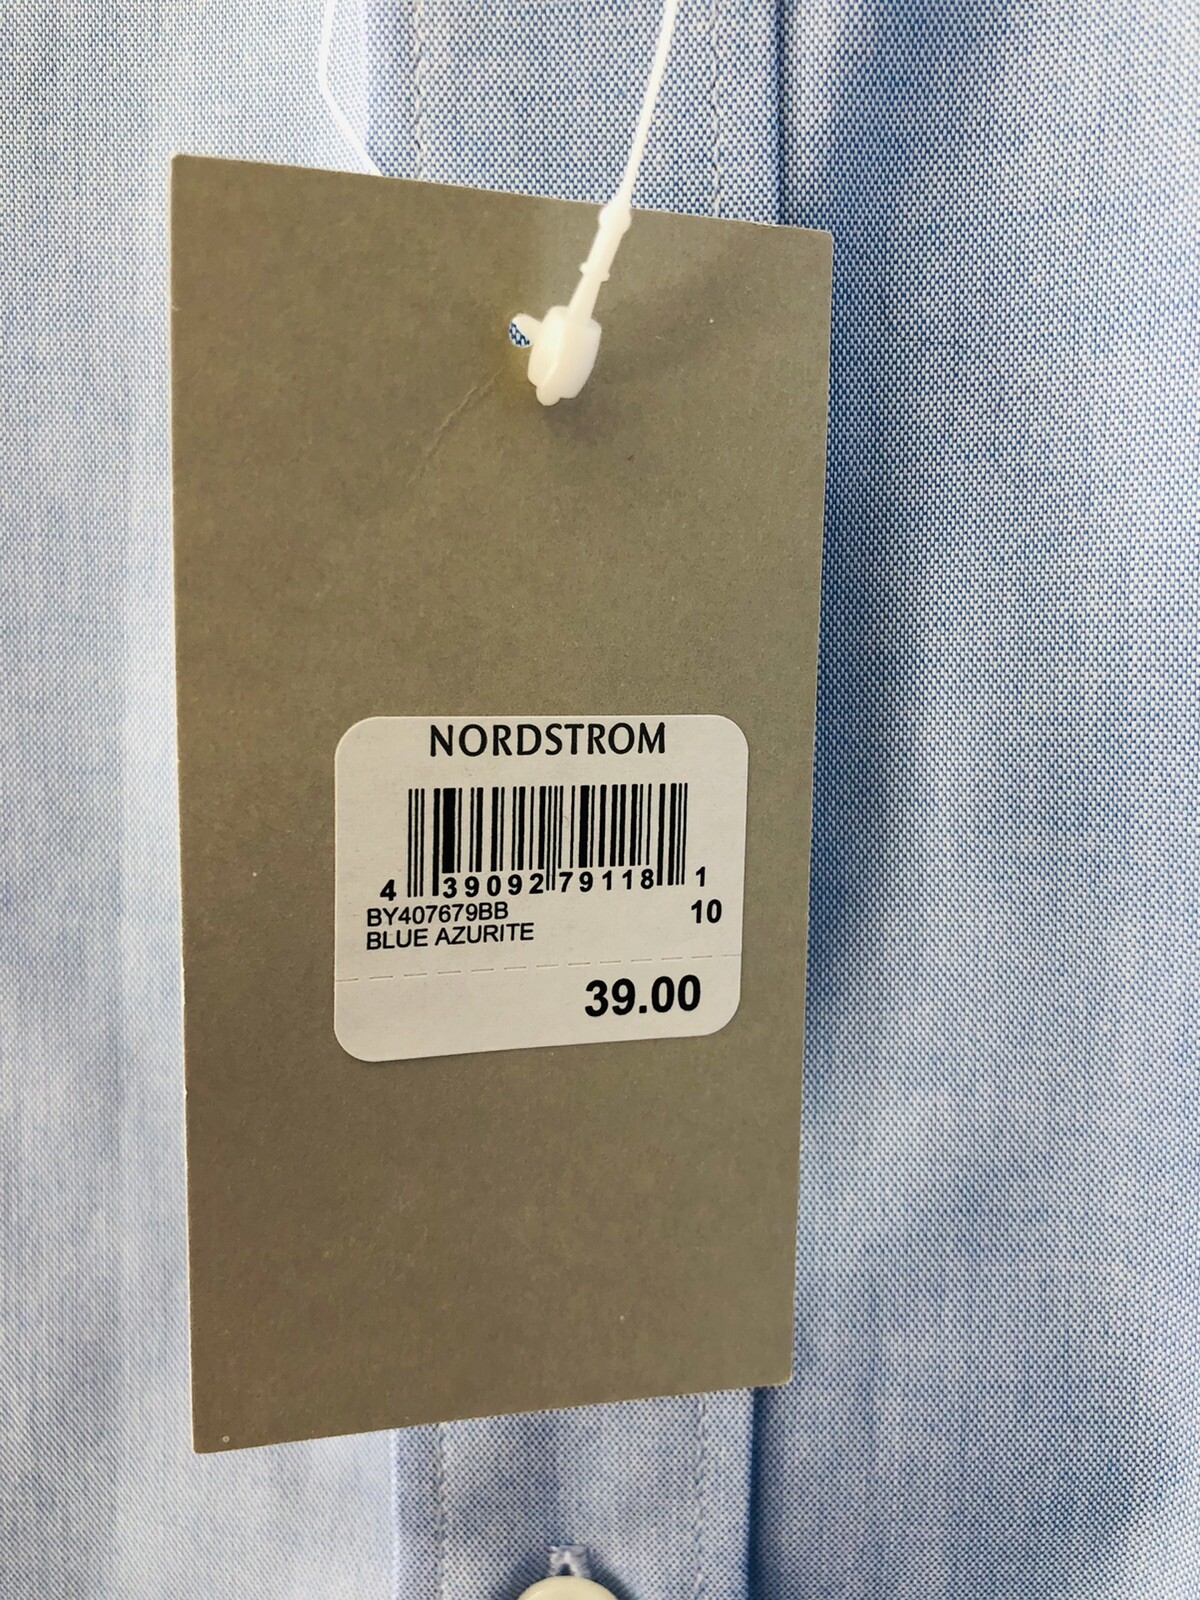 NORDSTROM
4 39092 79118 1
BY407679BB 10
BLUE AZURITE
39.00